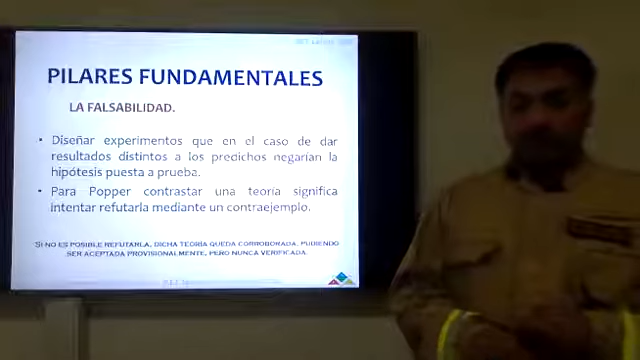 PILARES FUNDAMENTALES
LA FALSABILIDAD.
• Diseñar experimentos que en el caso de dar
resultados distintos a los predichos negarían la
hipótesis puesta a prueba.
• Para Popper contrastar una teoría significa
intentar refutarla mediante un contraejemplo.
SI NO ES POSIBLE REFUTARLA, DICHA TEORÍA QUEDA CORROBORADA, PUDIENDO
SER ACEPTADA PROVISIONALMENTE, PERO NUNCA VERIFICADA.